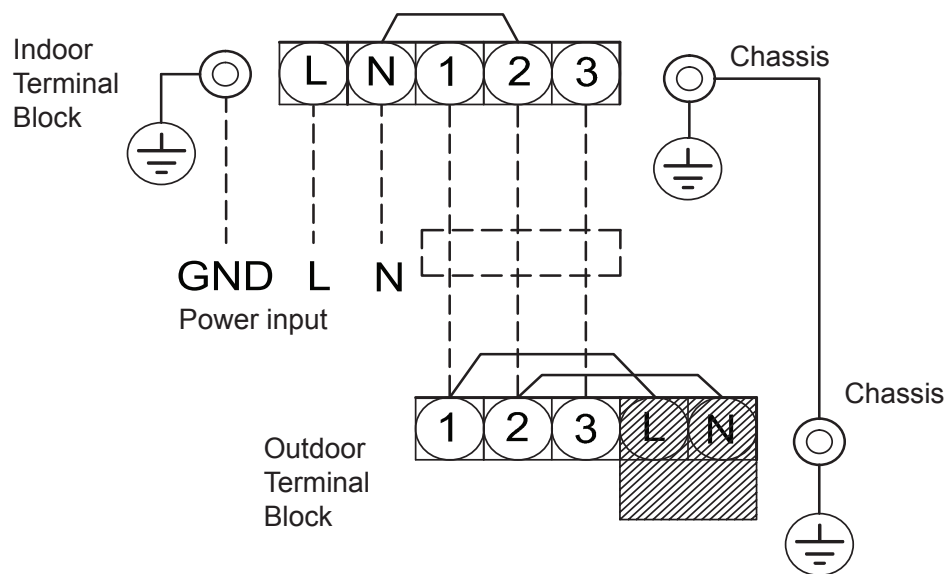 Indoor
Terminal
Block
L N 1 2 3
Chassis
GND L N
Power input
Chassis
1 2 3 L N
Outdoor
Terminal
Block